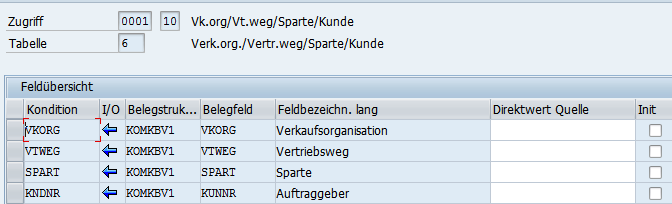 Zugriff 0001 10 Vk.org/Vt.weg/Sparte/Kunde
Tabelle 6 Verk.org./Vertr.weg/Sparte/Kunde
Feldübersicht
Kondition I/O Belegstruk... Belegfeld Feldbezeichn. lang Direktwert Quelle Init
VKORG KOMKBV1 VKORG Verkaufsorganisation
VTWEG KOMKBV1 VTWEG Vertriebsweg
SPART KOMKBV1 SPART Sparte
KNDNR KOMKBV1 KUNNR Auftraggeber